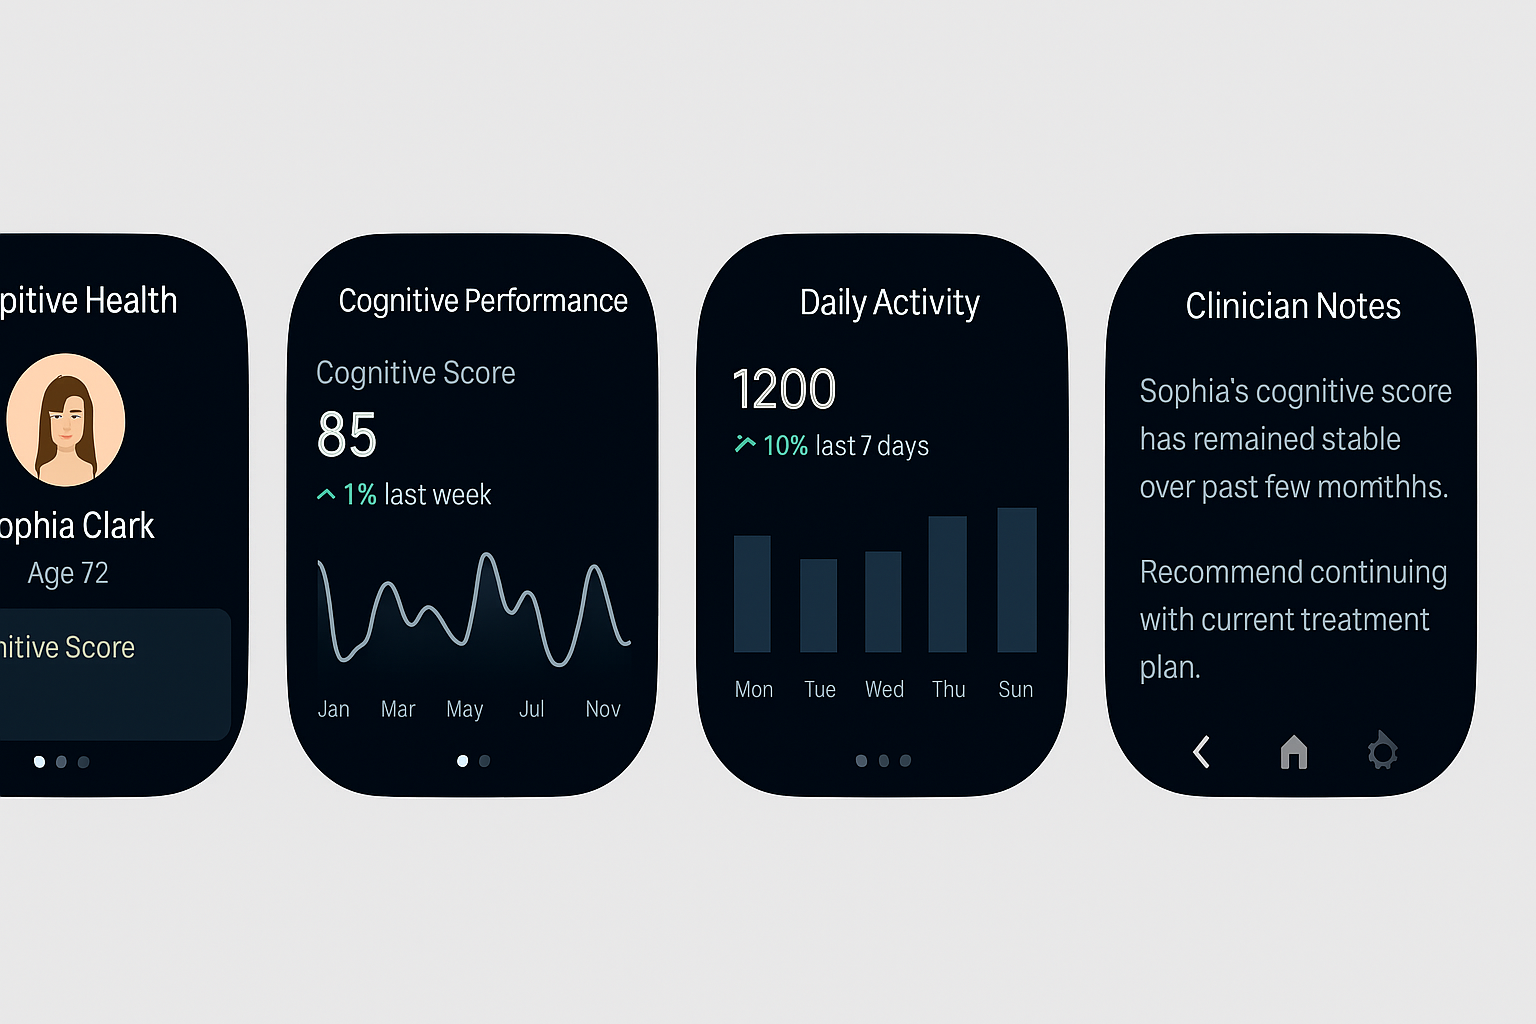 pitive Health
ophia Clark
Age 72
nitive Score
Cognitive Performance
Cognitive Score
85
1% last week
Jan Mar May Jul Nov
Daily Activity
1200
10% last 7 days
Mon Tue Wed Thu Sun
Clinician Notes
Sophia's cognitive score
has remained stable
over past few momthhs.
Recommend continuing
with current treatment
plan.